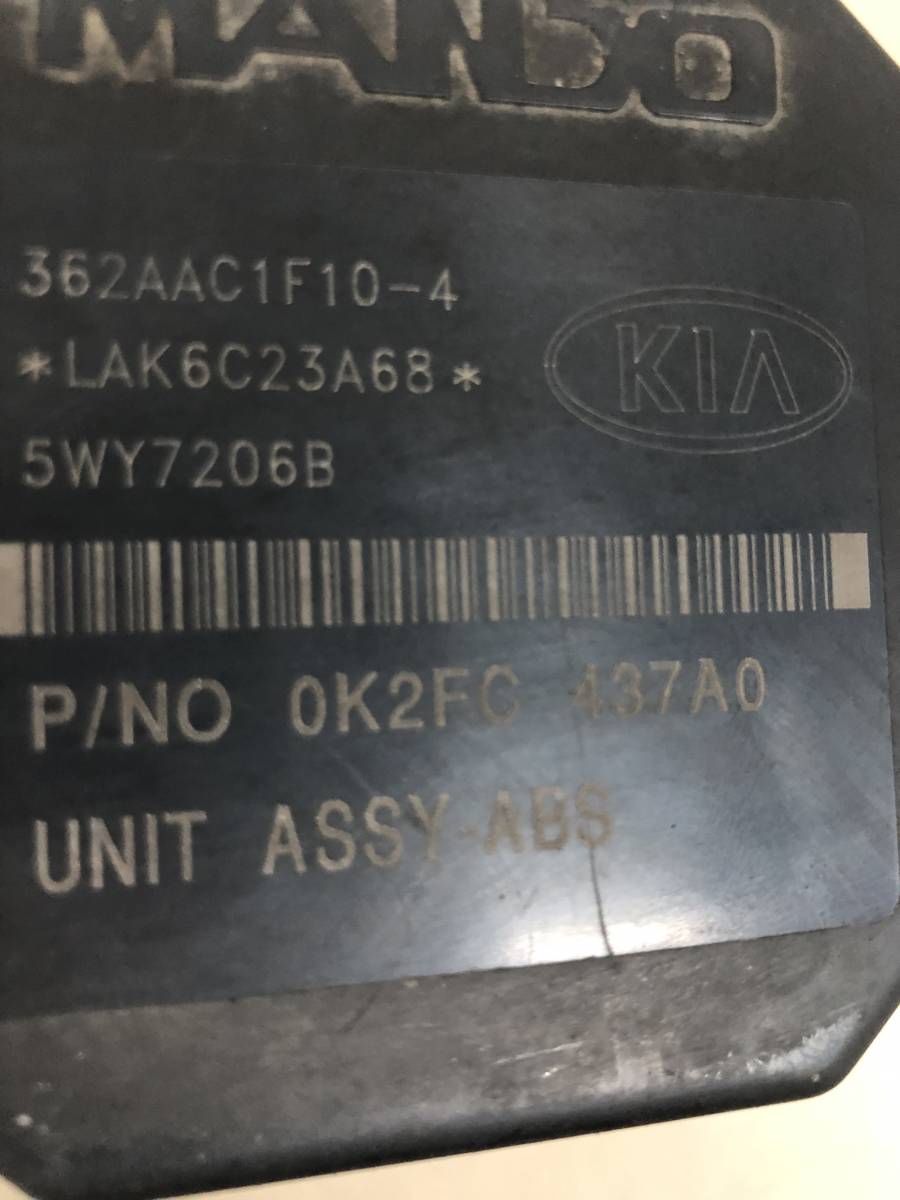 MANDO
362AAC1F10-4
*LAK6C23A68*
KIA
5WY7206B
P/NO 0K2FC 437A0
UNIT ASSY-ABS